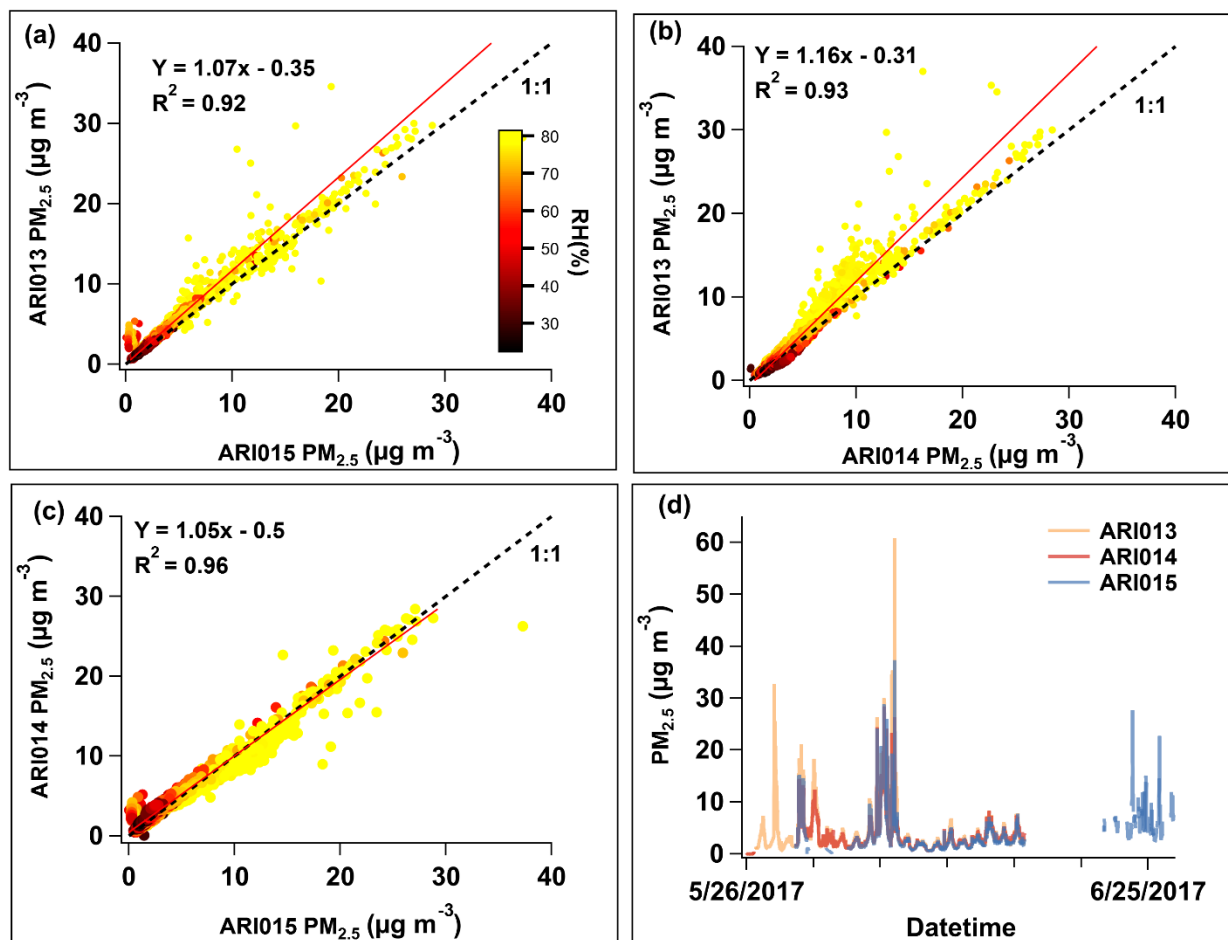 (a)
Y = 1.07x - 0.35
R² = 0.92
1:1
40
30
20
10
0
ARI013 PM₂.₅ (µg m⁻³)
0 10 20 30 40
ARI015 PM₂.₅ (µg m⁻³)
80
70
60
50
40
30
RH(%)
(b)
Y = 1.16x - 0.31
R² = 0.93
1:1
40
30
20
10
0
ARI013 PM₂.₅ (µg m⁻³)
0 10 20 30 40
ARI014 PM₂.₅ (µg m⁻³)
(c)
Y = 1.05x - 0.5
R² = 0.96
1:1
40
30
20
10
0
ARI014 PM₂.₅ (µg m⁻³)
0 10 20 30 40
ARI015 PM₂.₅ (µg m⁻³)
(d)
ARI013
ARI014
ARI015
60
50
40
30
20
10
0
PM₂.₅ (µg m⁻³)
5/26/2017 6/25/2017
Datetime